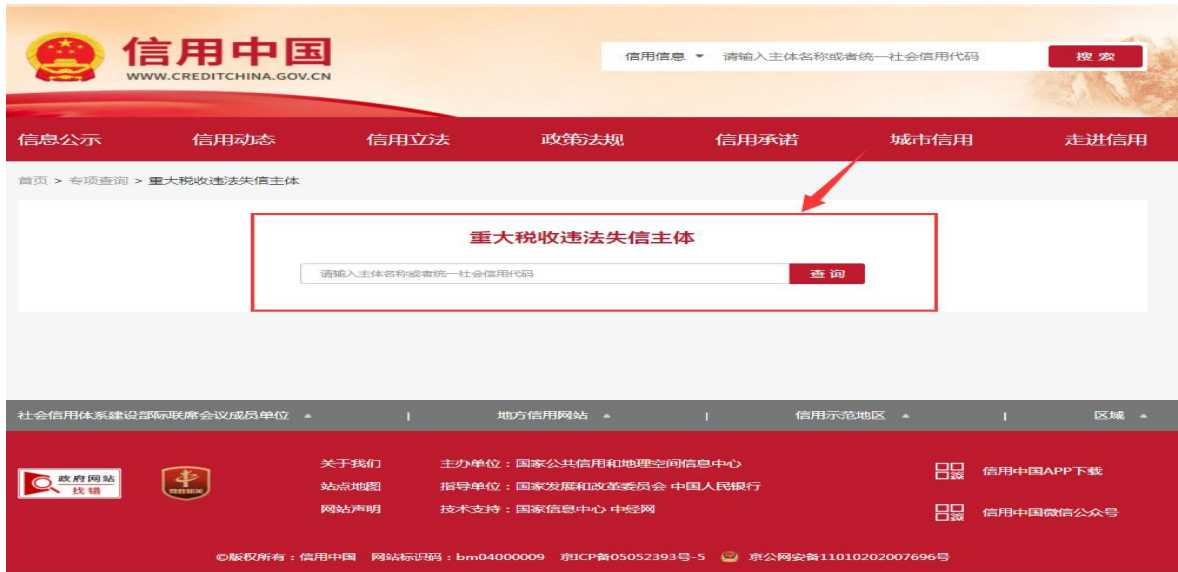 信用中国
WWW.CREDITCHINA.GOV.CN
信用信息 请输入主体名称或者统一社会信用代码 搜索
信息公示 信用动态 信用立法 政策法规 信用承诺 城市信用 走进信用
首页 > 专项查询 > 重大税收违法失信主体
重大税收违法失信主体
请输入主体名称或者统一社会信用代码 查询
社会信用体系建设部际联席会议成员单位 | 地方信用网站 | 信用示范地区 | 区域
政府网站
找错
党政机关
关于我们 主办单位：国家公共信用和地理空间信息中心
站点地图 指导单位：国家发展和改革委员会 中国人民银行
网站声明 技术支持：国家信息中心 中经网
信用中国APP下载
信用中国微信公众号
©版权所有：信用中国 网站标识码：bm04000009 京ICP备05052393号-5 京公网安备11010202007696号